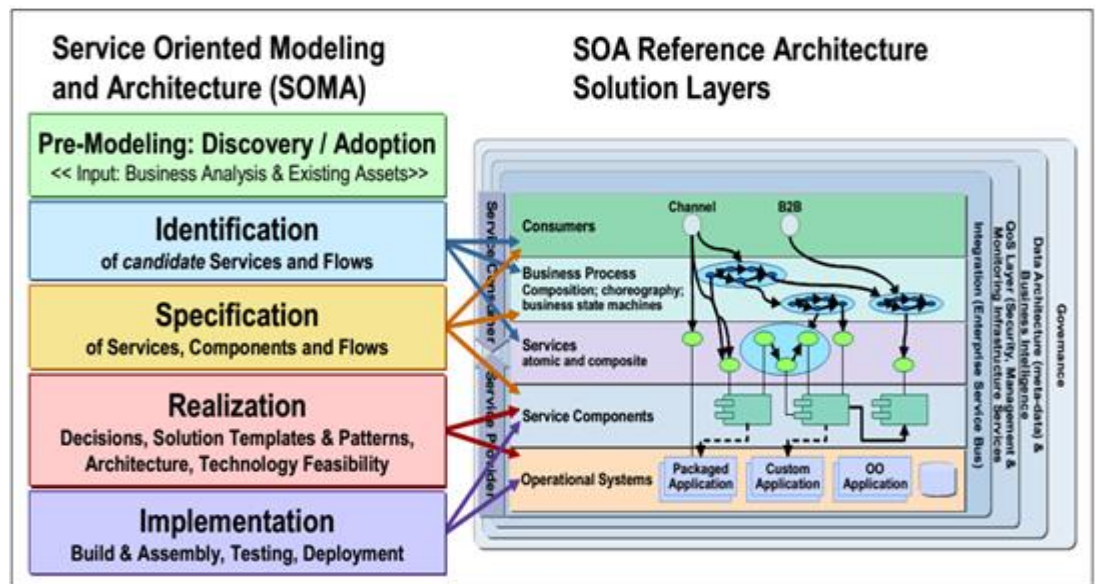 Service Oriented Modeling
and Architecture (SOMA)
SOA Reference Architecture
Solution Layers
Pre-Modeling: Discovery / Adoption
<< Input: Business Analysis & Existing Assets>>
Identification
of candidate Services and Flows
Specification
of Services, Components and Flows
Realization
Decisions, Solution Templates & Patterns,
Architecture, Technology Feasibility
Implementation
Build & Assembly, Testing, Deployment
Service Consumer
Service Provider
Consumers
Channel
B2B
Business Process
Composition; choreography;
business state machines
Services
atomic and composite
Service Components
Operational Systems
Packaged
Application
Custom
Application
OO
Application
Integration (Enterprise Service Bus)
QoS Layer (Security, Management &
Monitoring Infrastructure Services
Data Architecture (meta-data) &
Business Intelligence
Governance